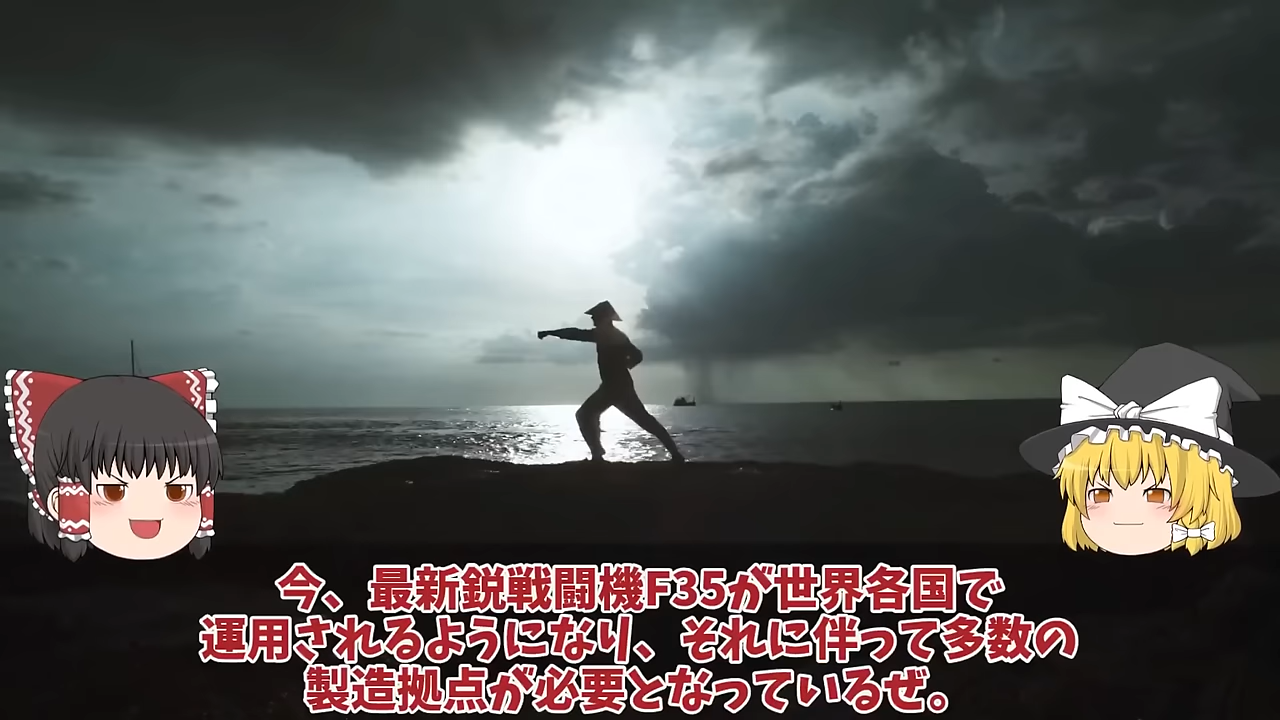 今、最新鋭戦闘機F35が世界各国で
運用されるようになり、それに伴って多数の
製造拠点が必要となっているぜ。